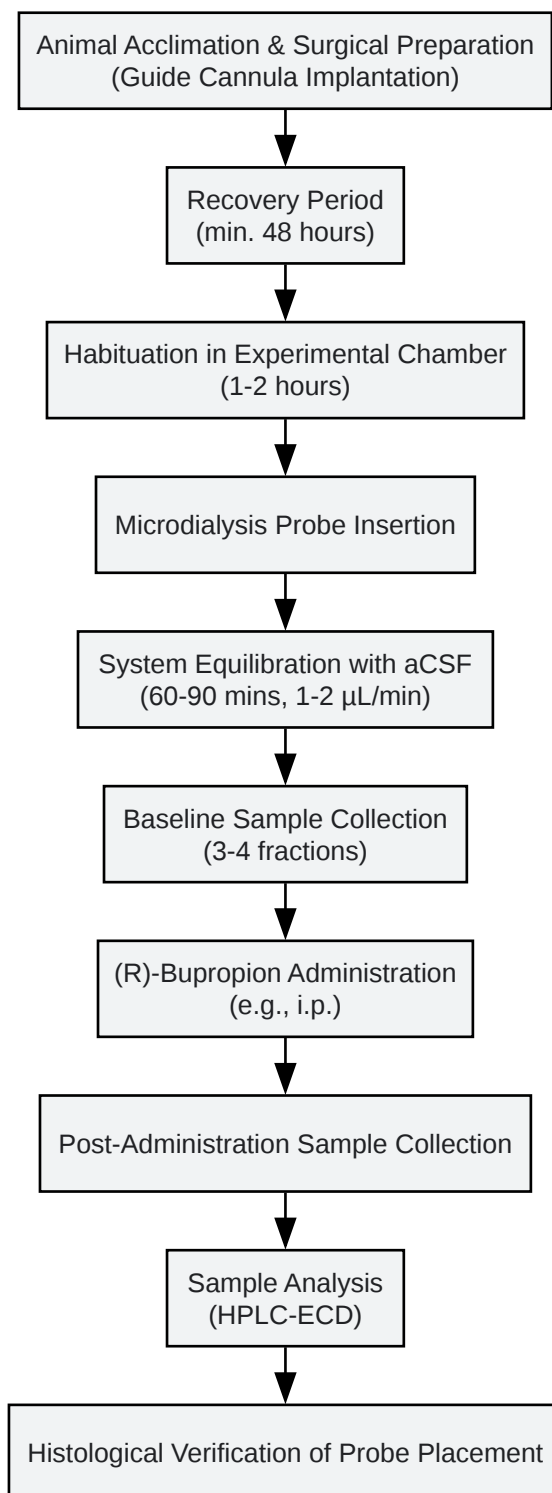 Animal Acclimation & Surgical Preparation
(Guide Cannula Implantation)
Recovery Period
(min. 48 hours)
Habituation in Experimental Chamber
(1-2 hours)
Microdialysis Probe Insertion
System Equilibration with aCSF
(60-90 mins, 1-2 µL/min)
Baseline Sample Collection
(3-4 fractions)
(R)-Bupropion Administration
(e.g., i.p.)
Post-Administration Sample Collection
Sample Analysis
(HPLC-ECD)
Histological Verification of Probe Placement